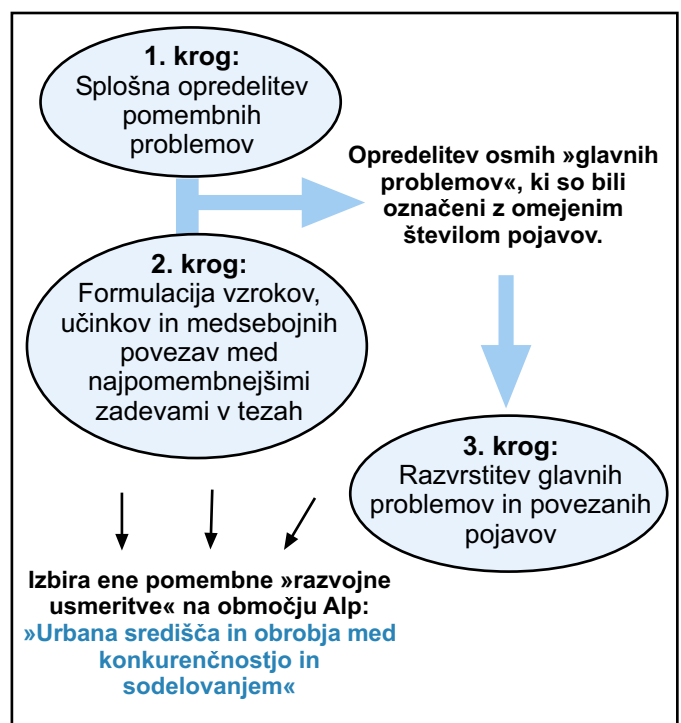 1. krog:
Splošna opredelitev
pomembnih
problemov
Opredelitev osmih »glavnih
problemov«, ki so bili
označeni z omejenim
številom pojavov.
2. krog:
Formulacija vzrokov,
učinkov in medsebojnih
povezav med
najpomembnejšimi
zadevami v tezah
3. krog:
Razvrstitev glavnih
problemov in povezanih
pojavov
Izbira ene pomembne »razvojne
usmeritve« na območju Alp:
»Urbana središča in obrobja med
konkurenčnostjo in
sodelovanjem«